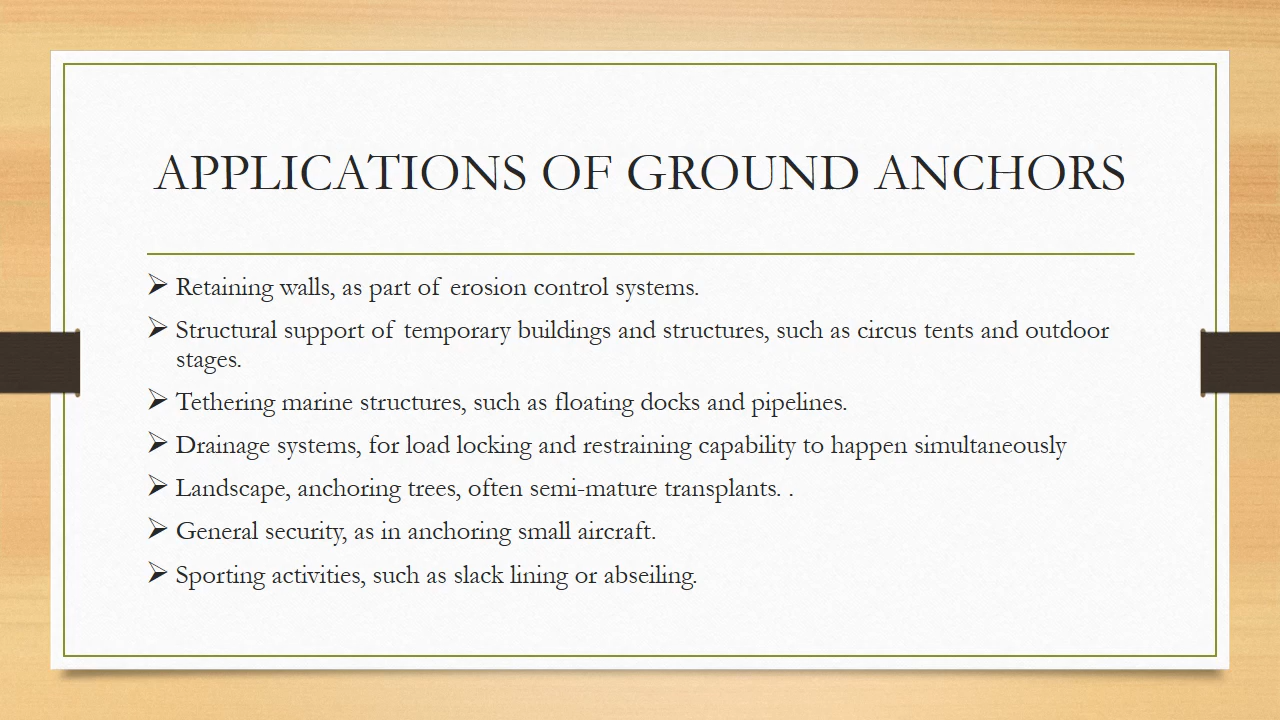 APPLICATIONS OF GROUND ANCHORS
➢ Retaining walls, as part of erosion control systems.
➢ Structural support of temporary buildings and structures, such as circus tents and outdoor
stages.
➢ Tethering marine structures, such as floating docks and pipelines.
➢ Drainage systems, for load locking and restraining capability to happen simultaneously
➢ Landscape, anchoring trees, often semi-mature transplants. .
➢ General security, as in anchoring small aircraft.
➢ Sporting activities, such as slack lining or abseiling.